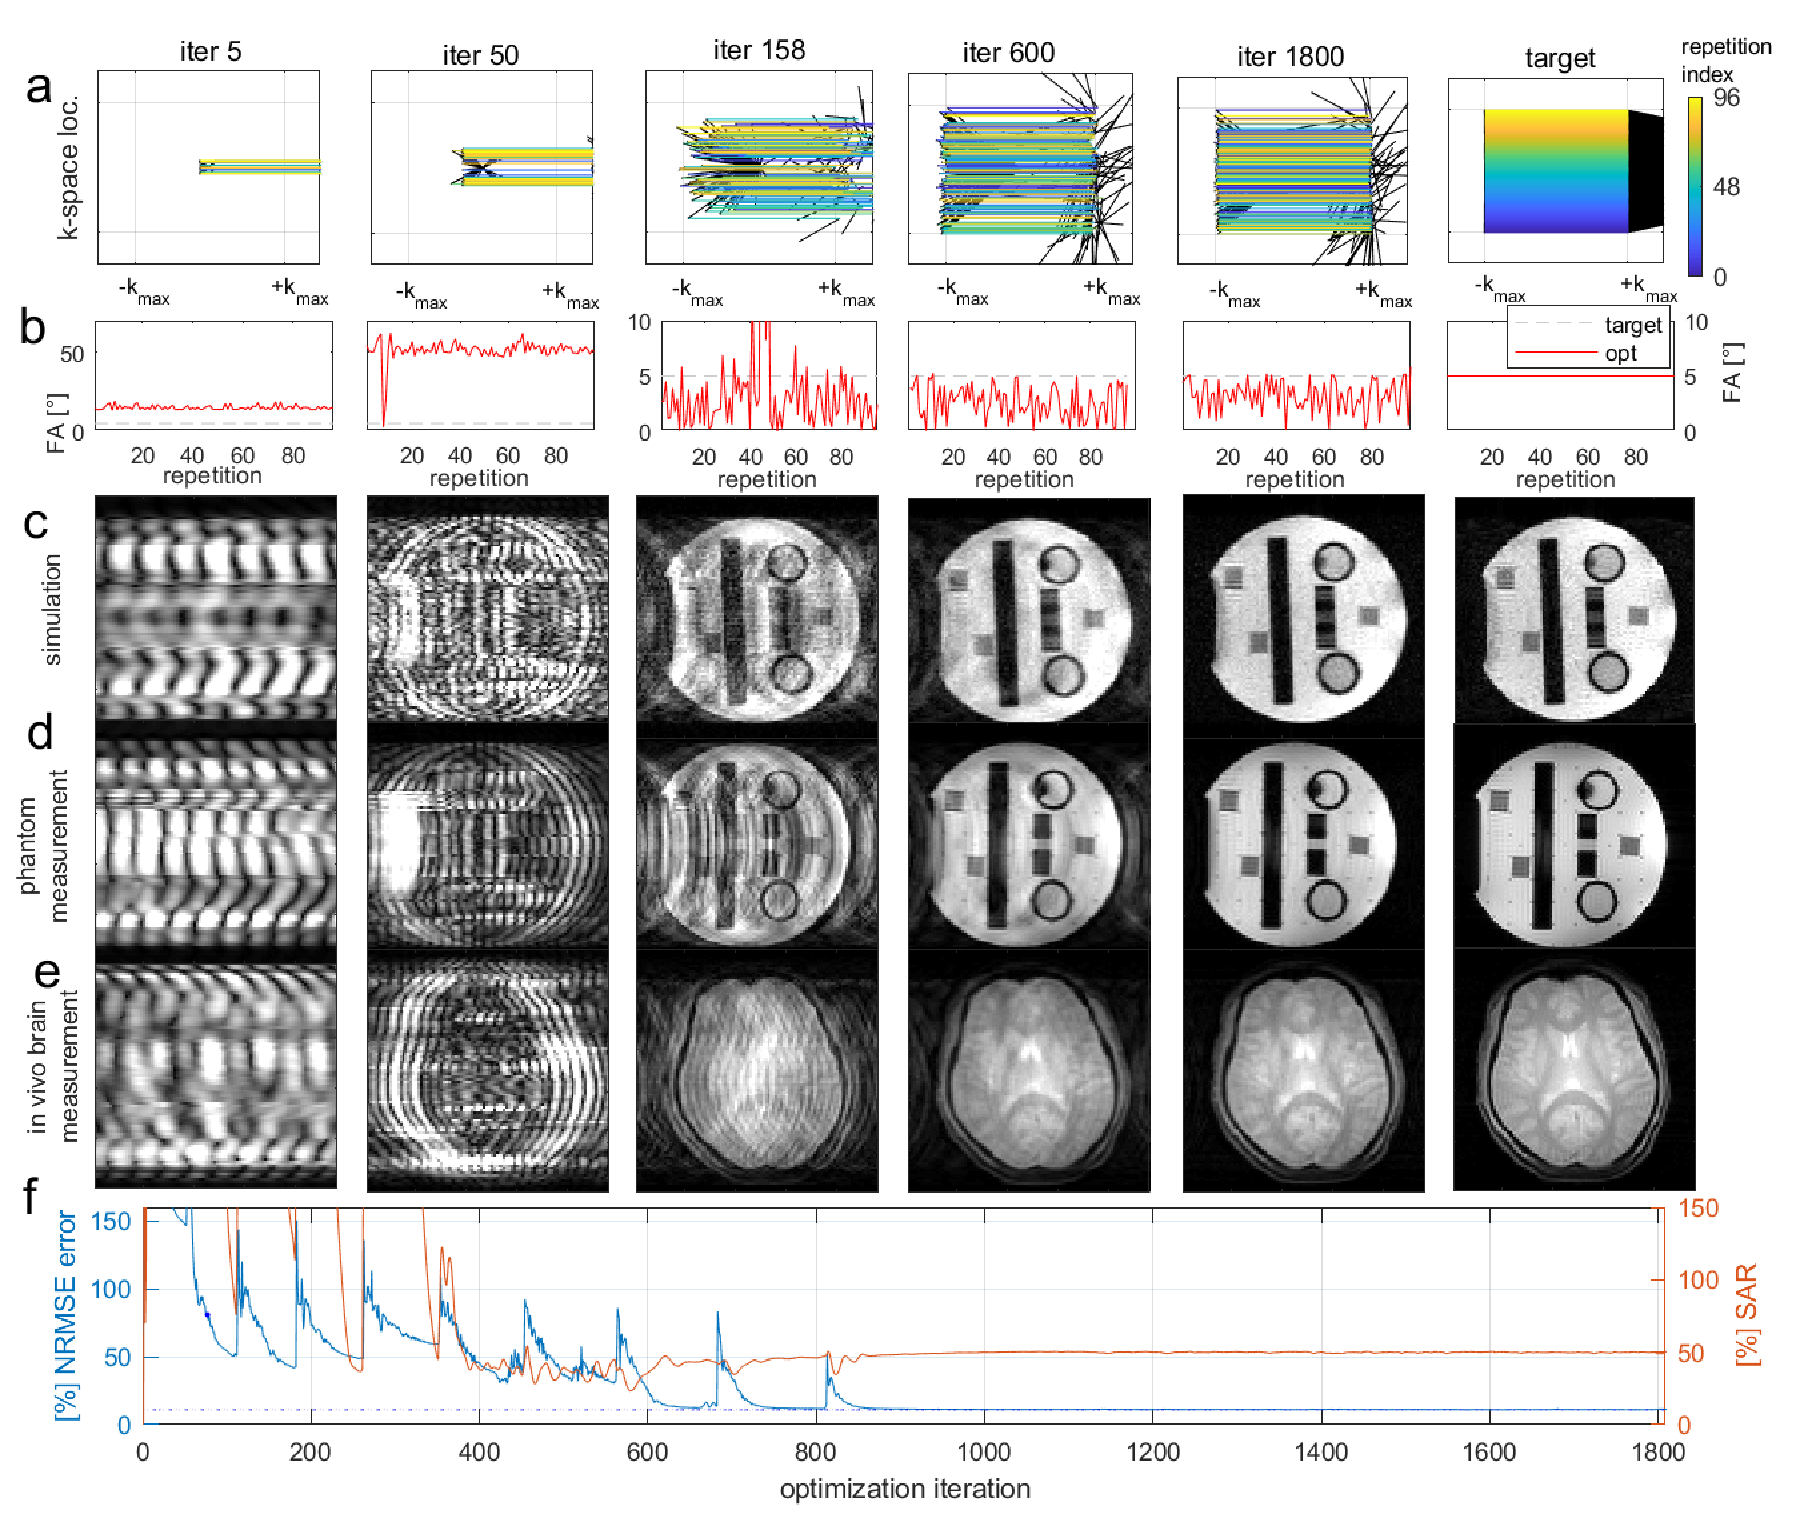 iter 5
iter 50
iter 158
iter 600
iter 1800
target
repetition
index
a
k-space loc.
96
48
0
-kmax +kmax
-kmax +kmax
-kmax +kmax
-kmax +kmax
-kmax +kmax
-kmax +kmax
b
FA [°]
50
0
20 40 60 80
repetition
20 40 60 80
repetition
10
5
0
20 40 60 80
repetition
20 40 60 80
repetition
20 40 60 80
repetition
target
opt
10
5
0
FA [°]
20 40 60 80
repetition
c
simulation
d
phantom
measurement
e
in vivo brain
measurement
f
[%] NRMSE error
150
100
50
0
150
100
50
0
[%] SAR
0 200 400 600 800 1000 1200 1400 1600 1800
optimization iteration